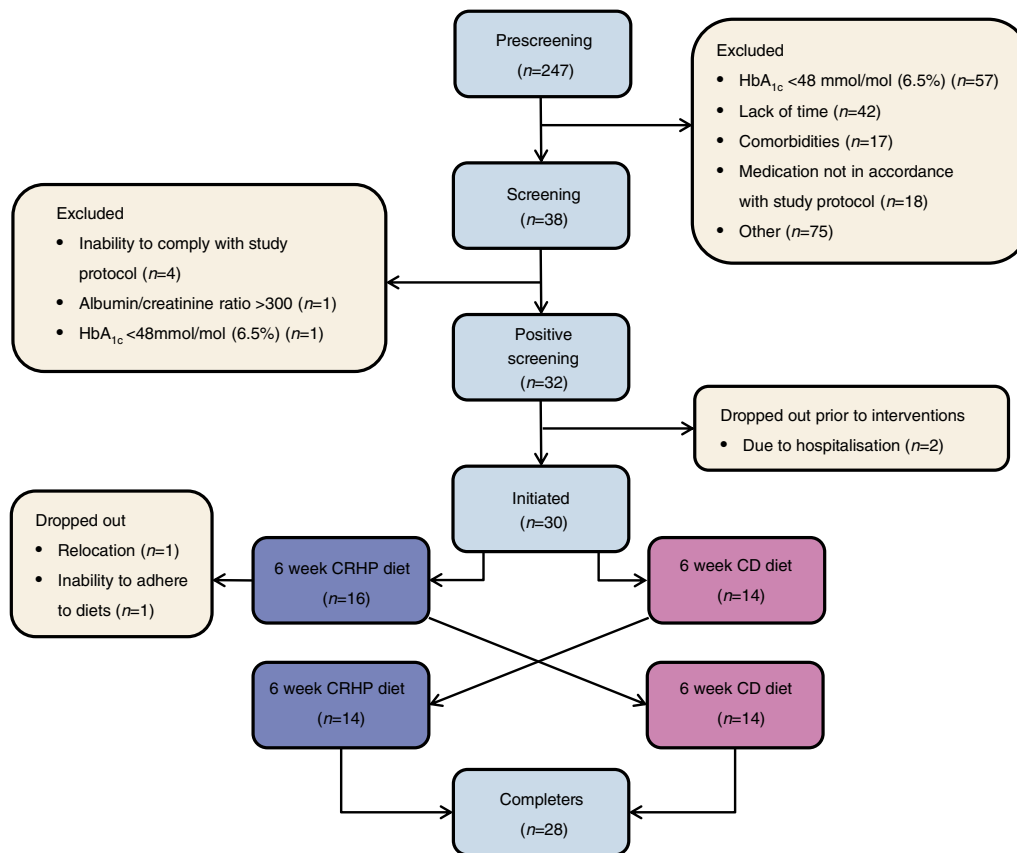 Prescreening
(n=247)
Excluded
• HbA1c <48 mmol/mol (6.5%) (n=57)
• Lack of time (n=42)
• Comorbidities (n=17)
• Medication not in accordance
with study protocol (n=18)
• Other (n=75)
Screening
(n=38)
Excluded
• Inability to comply with study
protocol (n=4)
• Albumin/creatinine ratio >300 (n=1)
• HbA1c <48mmol/mol (6.5%) (n=1)
Positive
screening
(n=32)
Dropped out prior to interventions
• Due to hospitalisation (n=2)
Initiated
(n=30)
Dropped out
• Relocation (n=1)
• Inability to adhere
to diets (n=1)
6 week CRHP diet
(n=16)
6 week CD diet
(n=14)
6 week CRHP diet
(n=14)
6 week CD diet
(n=14)
Completers
(n=28)